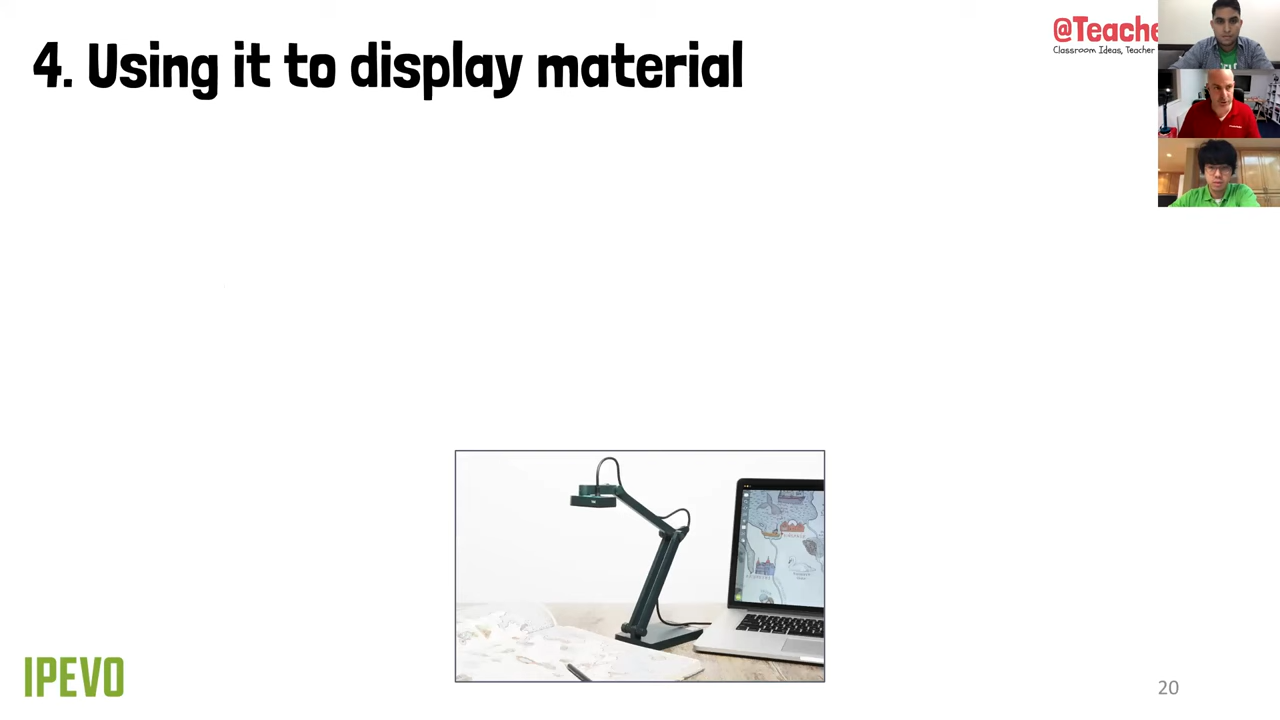 4. Using it to display material
@Teache
Classroom Ideas, Teacher
IPEVO
20